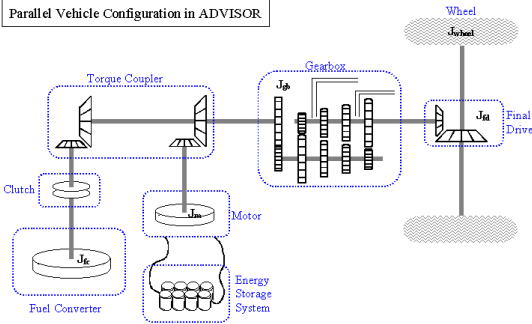 Parallel Vehicle Configuration in ADVISOR
Wheel
Jwheel
Gearbox
Torque Coupler
Jgb
Jfd
Final
Drive
Clutch
Jm
Motor
Jfc
Energy
Storage
System
Fuel Converter